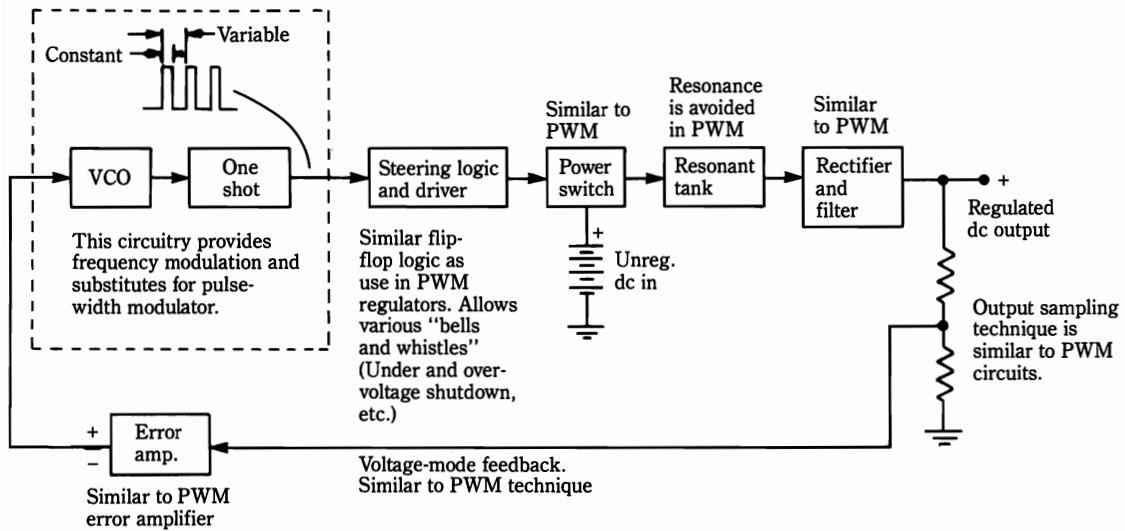 Variable
Constant
VCO
One
shot
This circuitry provides
frequency modulation and
substitutes for pulse-
width modulator.
Steering logic
and driver
Similar flip-
flop logic as
use in PWM
regulators. Allows
various “bells
and whistles”
(Under and over-
voltage shutdown,
etc.)
Similar to
PWM
Power
switch
+
Unreg.
dc in
Resonance
is avoided
in PWM
Resonant
tank
Similar
to PWM
Rectifier
and
filter
+
Regulated
dc output
Output sampling
technique is
similar to PWM
circuits.
+
−
Error
amp.
Similar to PWM
error amplifier
Voltage-mode feedback.
Similar to PWM technique